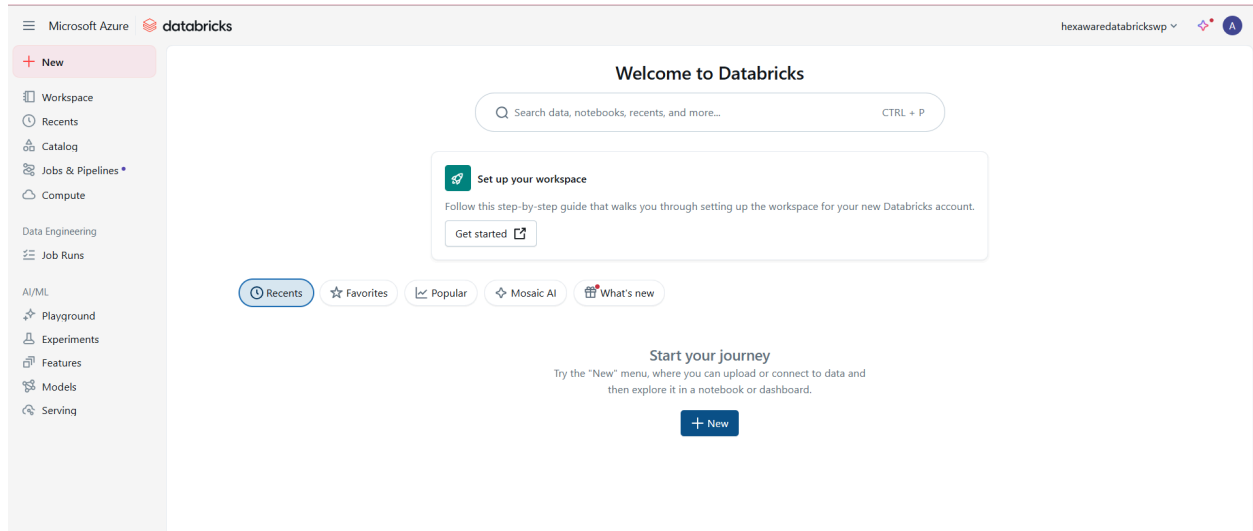 Microsoft Azure databricks
hexawaredatabrickswp
A
New
Workspace
Recents
Catalog
Jobs & Pipelines
Compute
Data Engineering
Job Runs
AI/ML
Playground
Experiments
Features
Models
Serving
Welcome to Databricks
Search data, notebooks, recents, and more... CTRL + P
Set up your workspace
Follow this step-by-step guide that walks you through setting up the workspace for your new Databricks account.
Get started
Recents Favorites Popular Mosaic AI What's new
Start your journey
Try the "New" menu, where you can upload or connect to data and
then explore it in a notebook or dashboard.
New